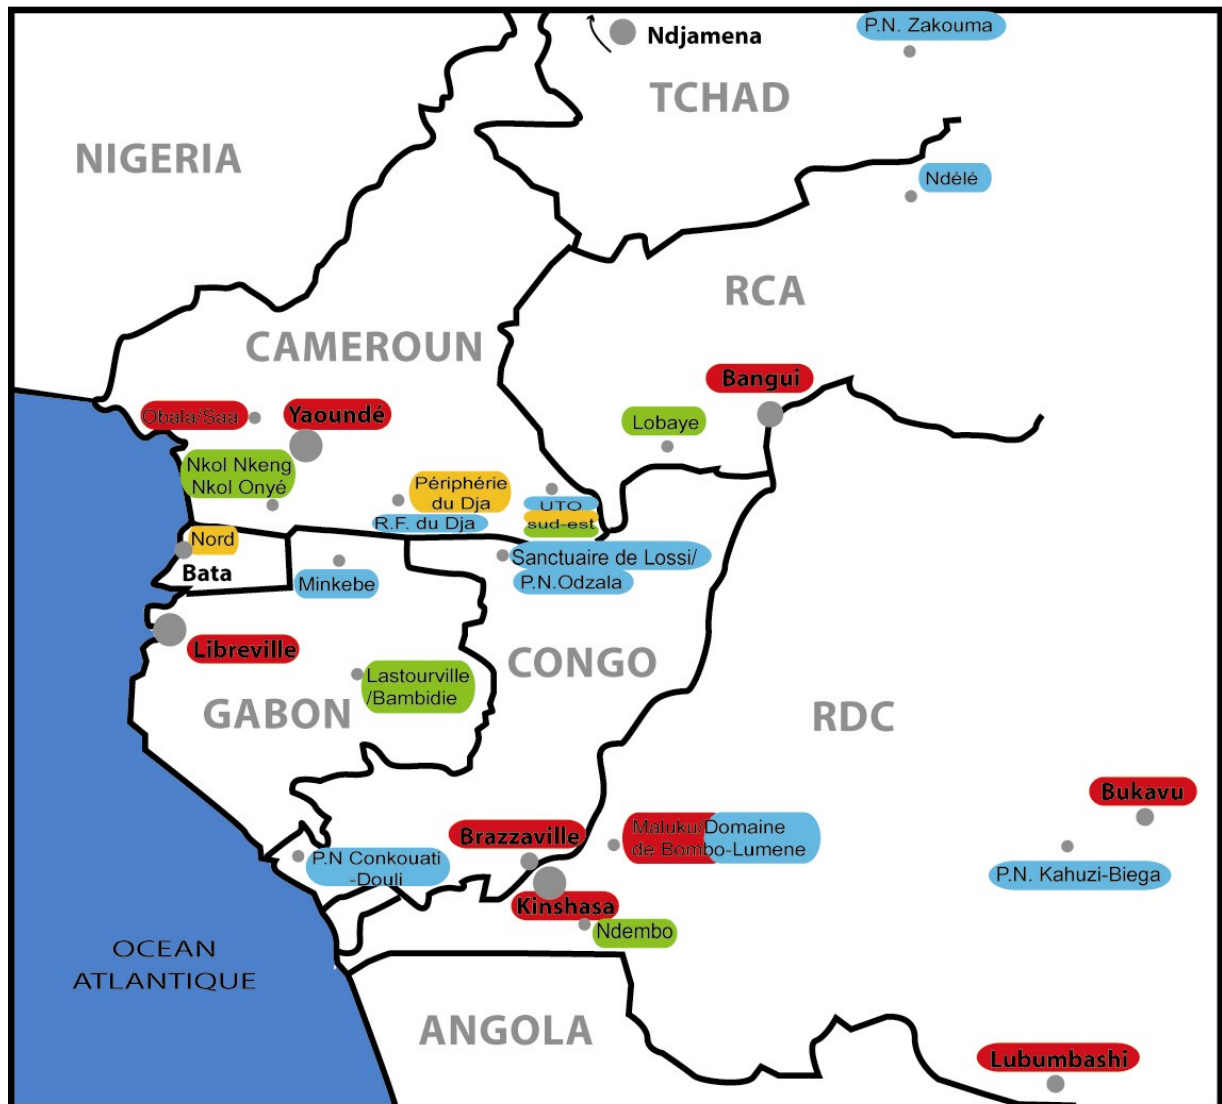 P.N. Zakouma
Ndjamena
TCHAD
NIGERIA
Ndélé
RCA
CAMEROUN
Bangui
Obala/Saa
Yaoundé
Lobaye
Nkol Nkeng
Nkol Onyé
Périphérie
du Dja
R.F. du Dja
UTO
sud-est
Nord
Bata
Sanctuaire de Lossi/
P.N.Odzala
Minkebe
Libreville
CONGO
Lastourville
/Bambidie
GABON
RDC
Bukavu
Brazzaville
Maluku/Domaine
de Bombo-Lumene
P.N Conkouati
-Douli
P.N. Kahuzi-Biega
Kinshasa
Ndembo
OCEAN
ATLANTIQUE
ANGOLA
Lubumbashi